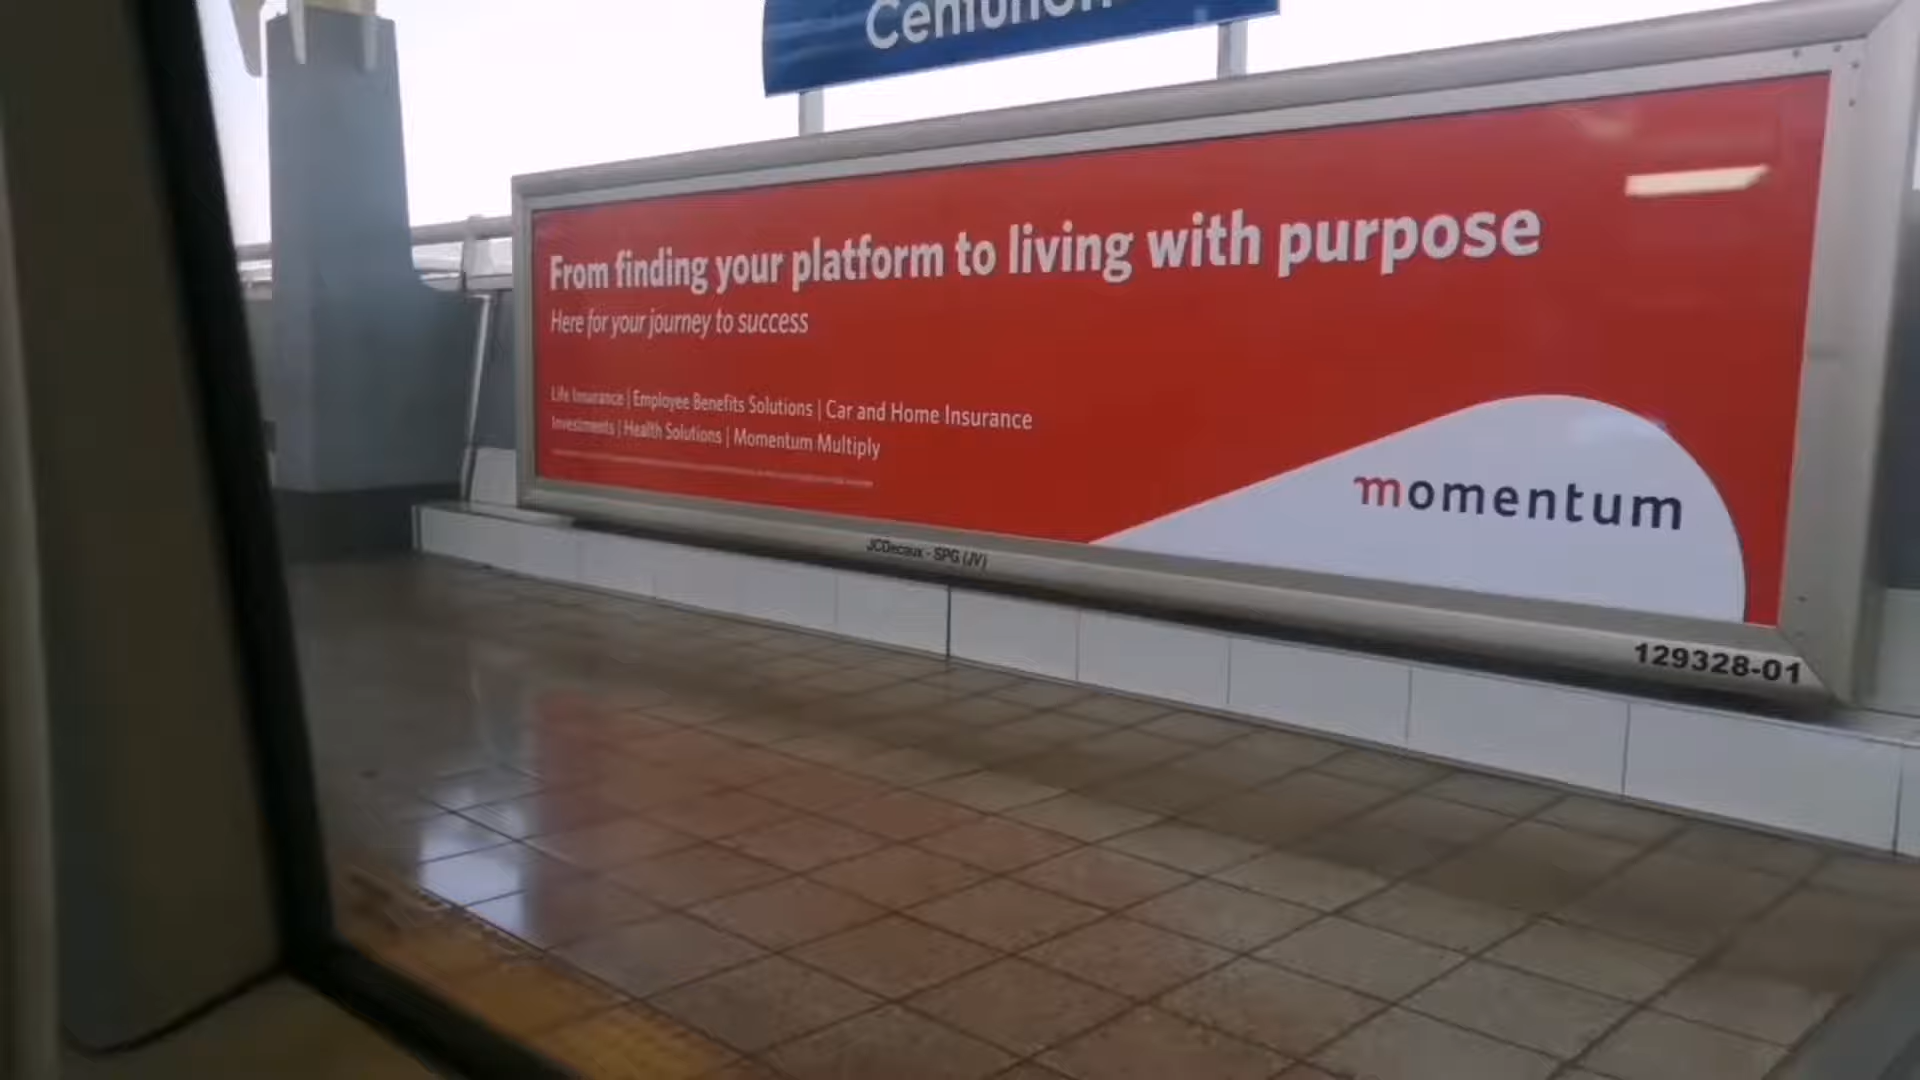 Centurion
From finding your platform to living with purpose
Here for your journey to success
Life Insurance | Employee Benefits Solutions | Car and Home Insurance
Investments | Health Solutions | Momentum Multiply
momentum
JCDecaux - SPG (JV)
129328-01